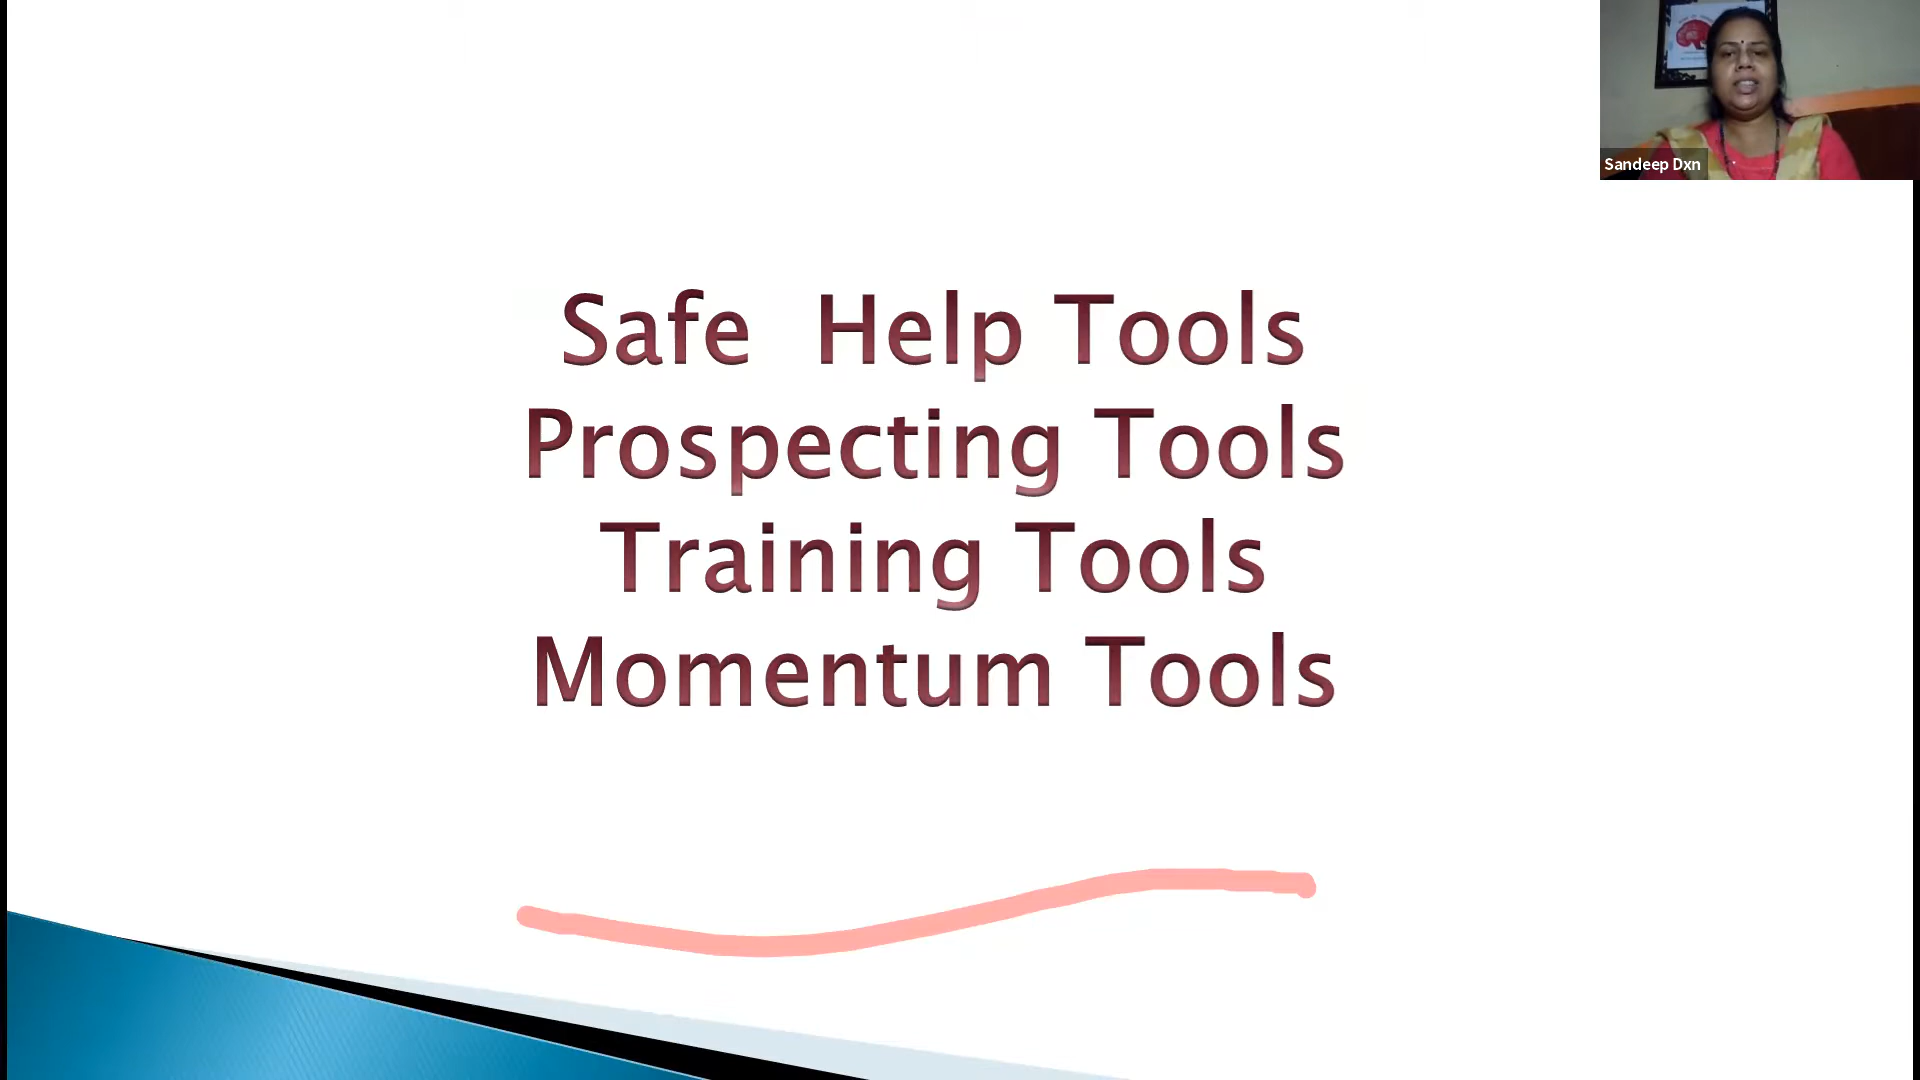 Sandeep Dxn
Safe  Help Tools
Prospecting Tools
Training Tools
Momentum Tools